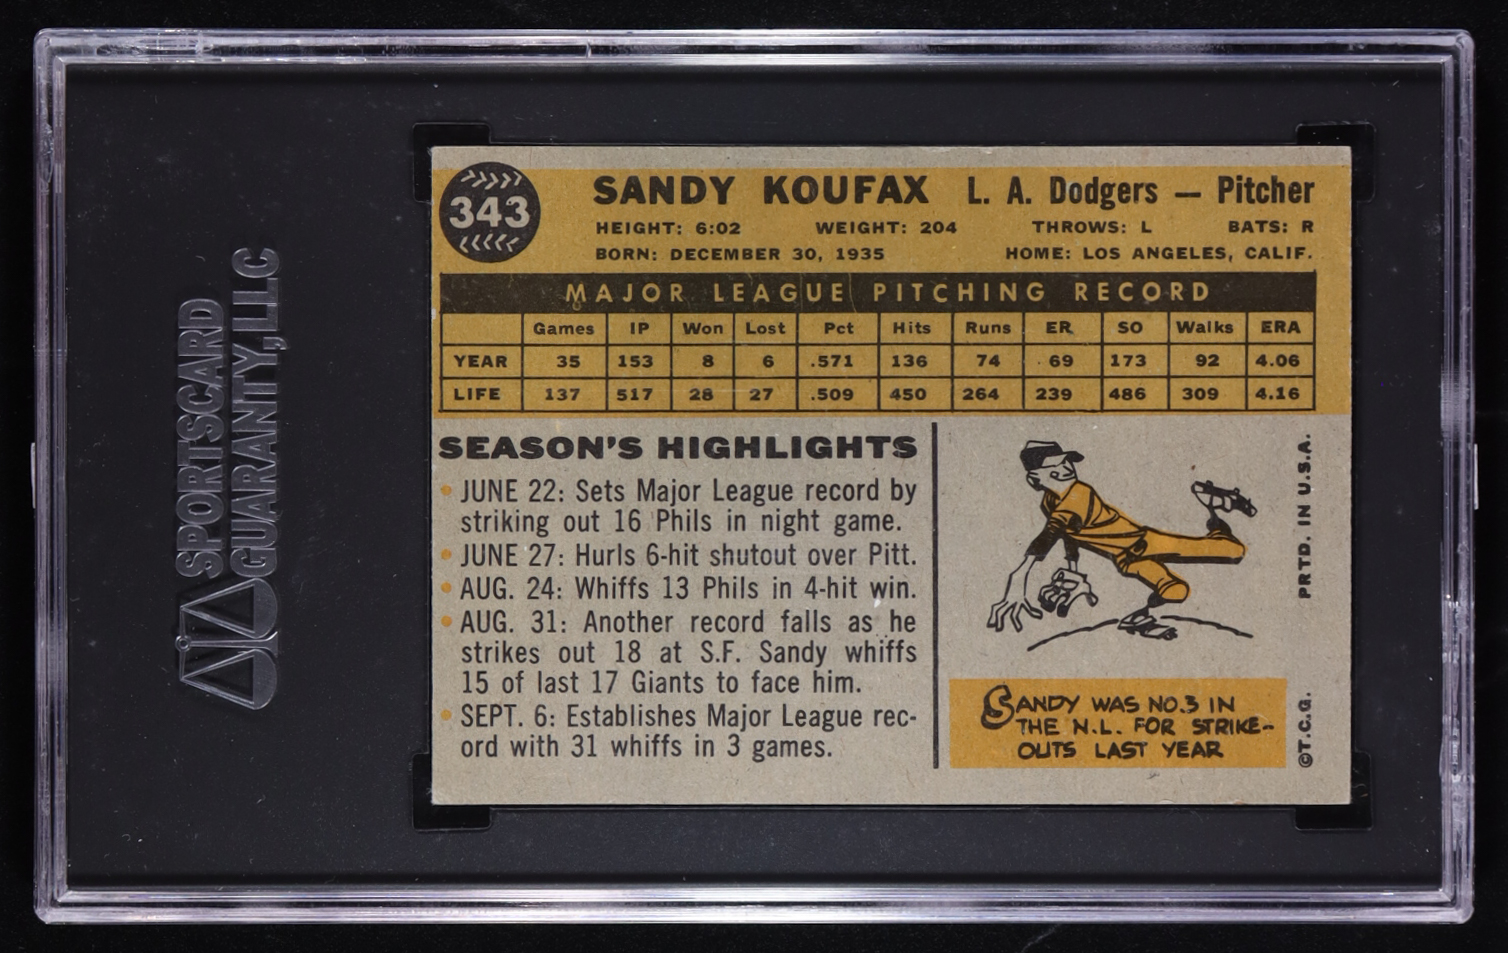 SPORTSCARD
GUARANTY, LLC
343
SANDY KOUFAX L. A. Dodgers — Pitcher
HEIGHT: 6:02 WEIGHT: 204 THROWS: L BATS: R
BORN: DECEMBER 30, 1935 HOME: LOS ANGELES, CALIF.
MAJOR LEAGUE PITCHING RECORD
Games IP Won Lost Pct Hits Runs ER SO Walks ERA
YEAR 35 153 8 6 .571 136 74 69 173 92 4.06
LIFE 137 517 28 27 .509 450 264 239 486 309 4.16
SEASON'S HIGHLIGHTS
• JUNE 22: Sets Major League record by
striking out 16 Phils in night game.
• JUNE 27: Hurls 6-hit shutout over Pitt.
• AUG. 24: Whiffs 13 Phils in 4-hit win.
• AUG. 31: Another record falls as he
strikes out 18 at S.F. Sandy whiffs
15 of last 17 Giants to face him.
• SEPT. 6: Establishes Major League rec-
ord with 31 whiffs in 3 games.
SANDY WAS NO.3 IN
THE N.L. FOR STRIKE-
OUTS LAST YEAR
©T.C.G. PRTD. IN U.S.A.